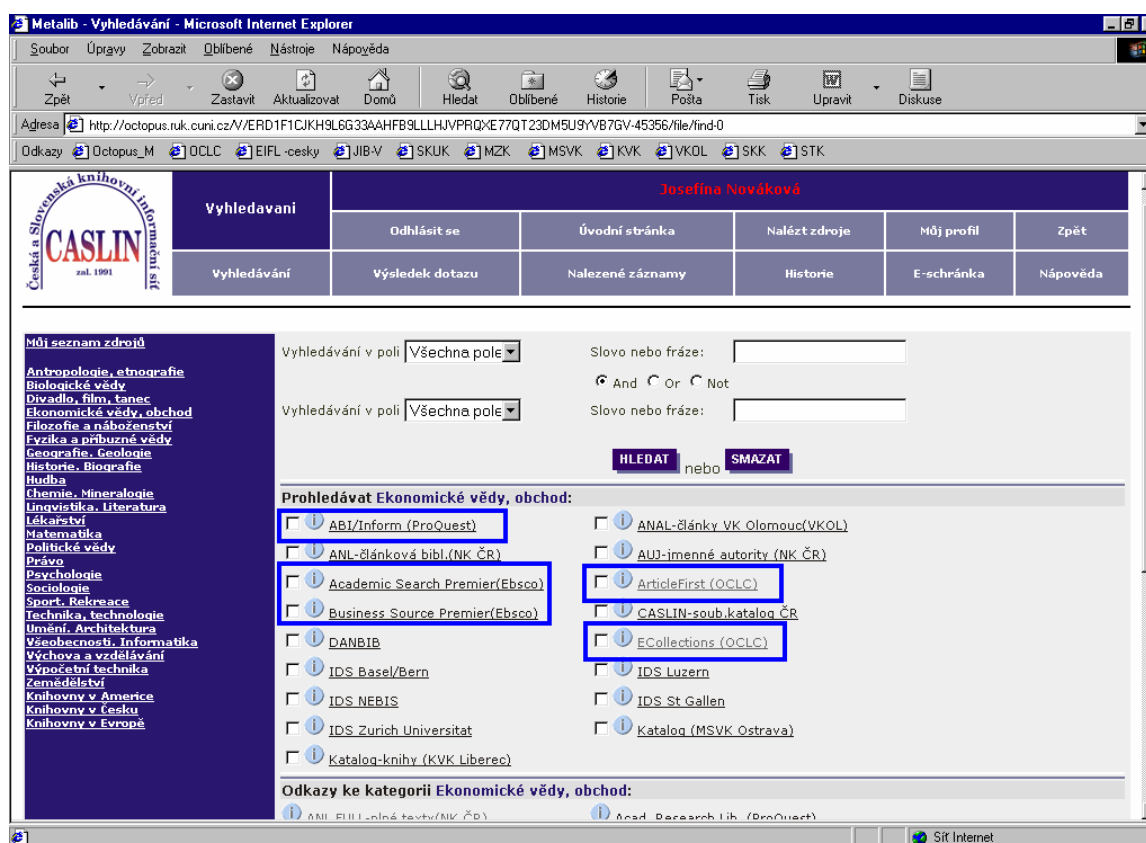 Metalib - Vyhledávání - Microsoft Internet Explorer
Soubor Úpravy Zobrazit Oblíbené Nástroje Nápověda
Zpět Vpřed Zastavit Aktualizovat Domů Hledat Oblíbené Historie Pošta Tisk Upravit Diskuse
Adresa http://octopus.ruk.cuni.cz/V/ERD1F1CJKH9L6G33AAHFB9LLLHJVPRQXE77QT23DM5U9YVB7GV-45356/file/find-0
Odkazy Octopus_M OCLC EIFL-cesky JIB-V SKUK MZK MSVK KVK VKOL SKK STK
Česká a Slovenská knihovní informační síť
CASLIN
zal. 1991
Vyhledavani
Josefína Nováková
Odhlásit se Úvodní stránka Nalézt zdroje Můj profil Zpět
Vyhledávání Výsledek dotazu Nalezené záznamy Historie E-schránka Nápověda
Můj seznam zdrojů
Antropologie, etnografie
Biologické vědy
Divadlo, film, tanec
Ekonomické vědy, obchod
Filozofie a náboženství
Fyzika a příbuzné vědy
Geografie. Geologie
Historie. Biografie
Hudba
Chemie. Mineralogie
Lingvistika. Literatura
Lékařství
Matematika
Politické vědy
Právo
Psychologie
Sociologie
Sport. Rekreace
Technika, technologie
Umění. Architektura
Všeobecnosti. Informatika
Výchova a vzdělávání
Výpočetní technika
Zemědělství
Knihovny v Americe
Knihovny v Česku
Knihovny v Evropě
Vyhledávání v poli Všechna pole Slovo nebo fráze:
And Or Not
Vyhledávání v poli Všechna pole Slovo nebo fráze:
HLEDAT nebo SMAZAT
Prohledávat Ekonomické vědy, obchod:
ABI/Inform (ProQuest) ANAL-články VK Olomouc(VKOL)
ANL-článková bibl.(NK ČR) AUJ-jmenné autority (NK ČR)
Academic Search Premier(Ebsco) ArticleFirst (OCLC)
Business Source Premier(Ebsco) CASLIN-soub.katalog ČR
DANBIB ECollections (OCLC)
IDS Basel/Bern IDS Luzern
IDS NEBIS IDS St Gallen
IDS Zurich Universitat Katalog (MSVK Ostrava)
Katalog-knihy (KVK Liberec)
Odkazy ke kategorii Ekonomické vědy, obchod:
ANL FULL-plné texty(NK ČR) Acad. Research Lib. (ProQuest)
Síť Internet